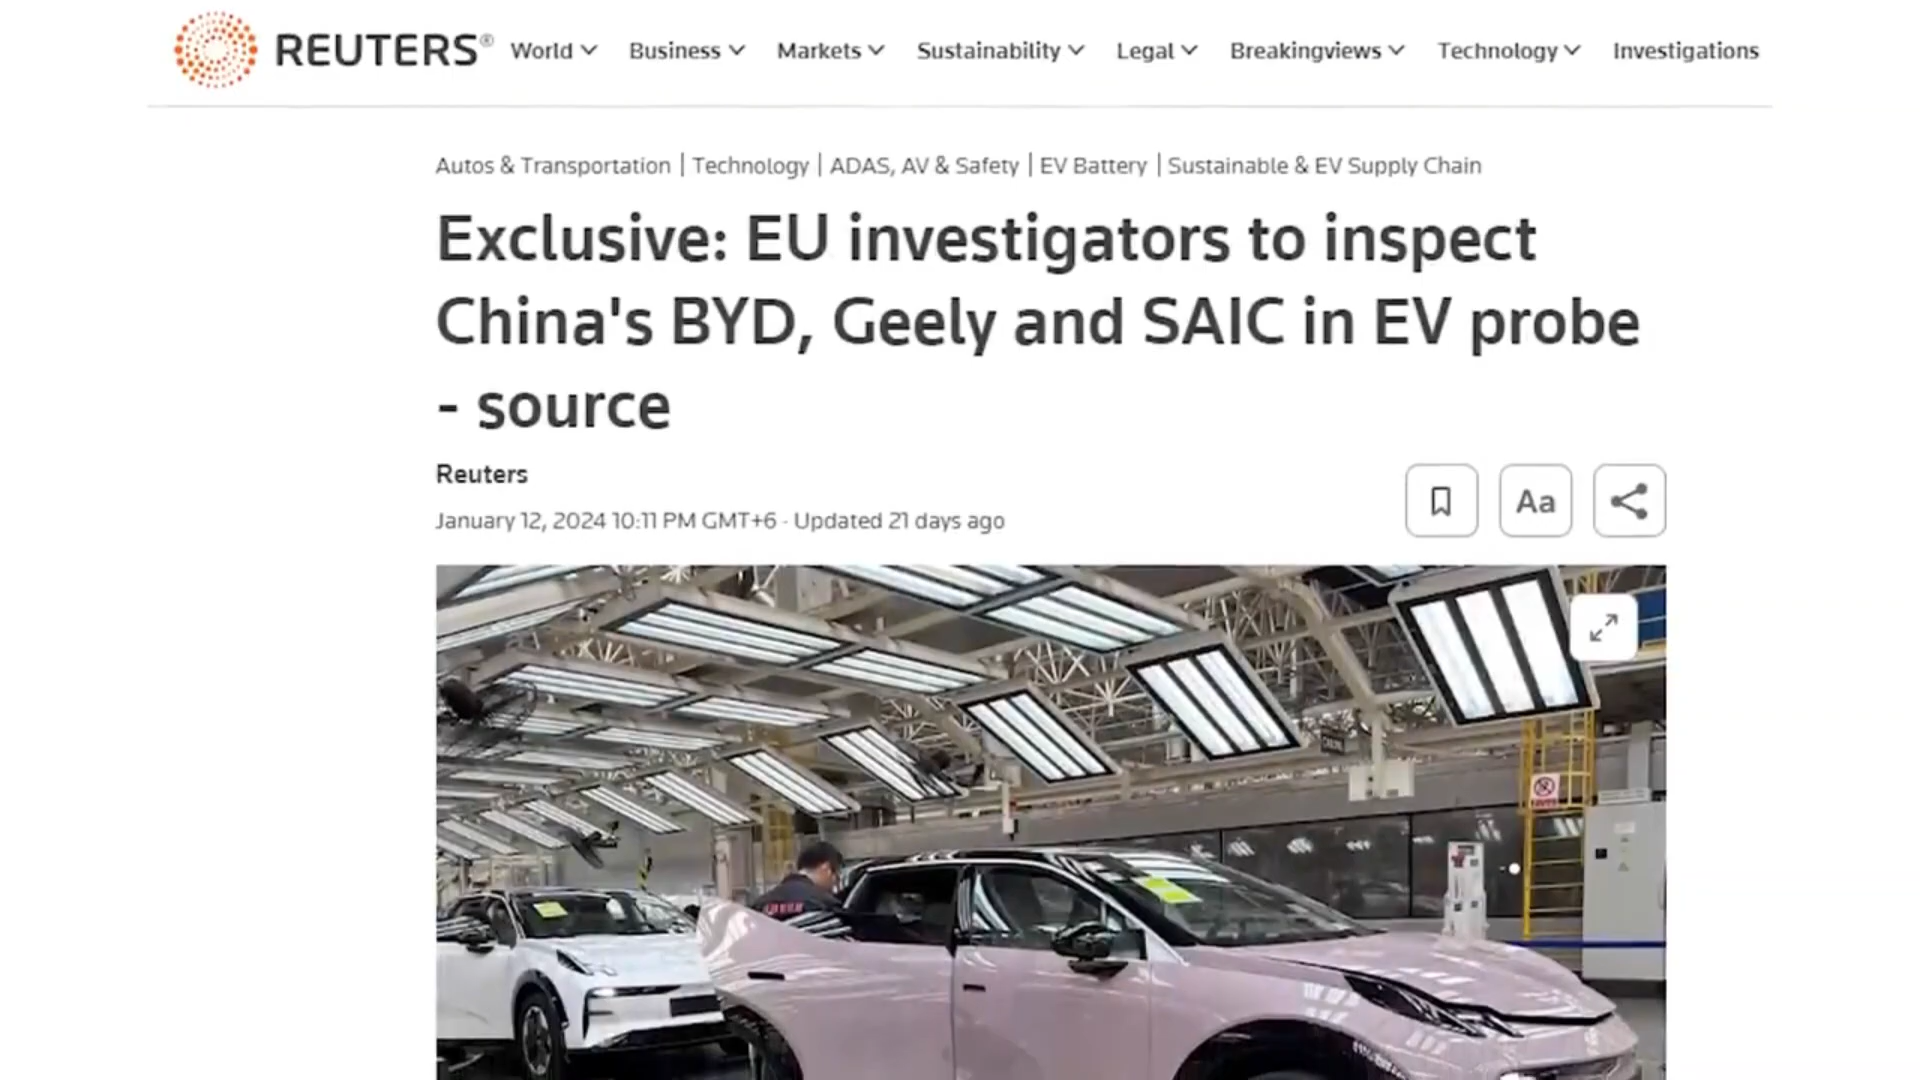 REUTERS®
World Business Markets Sustainability Legal Breakingviews Technology Investigations
Autos & Transportation | Technology | ADAS, AV & Safety | EV Battery | Sustainable & EV Supply Chain
Exclusive: EU investigators to inspect
China's BYD, Geely and SAIC in EV probe
- source
Reuters
January 12, 2024 10:11 PM GMT+6 · Updated 21 days ago
Aa